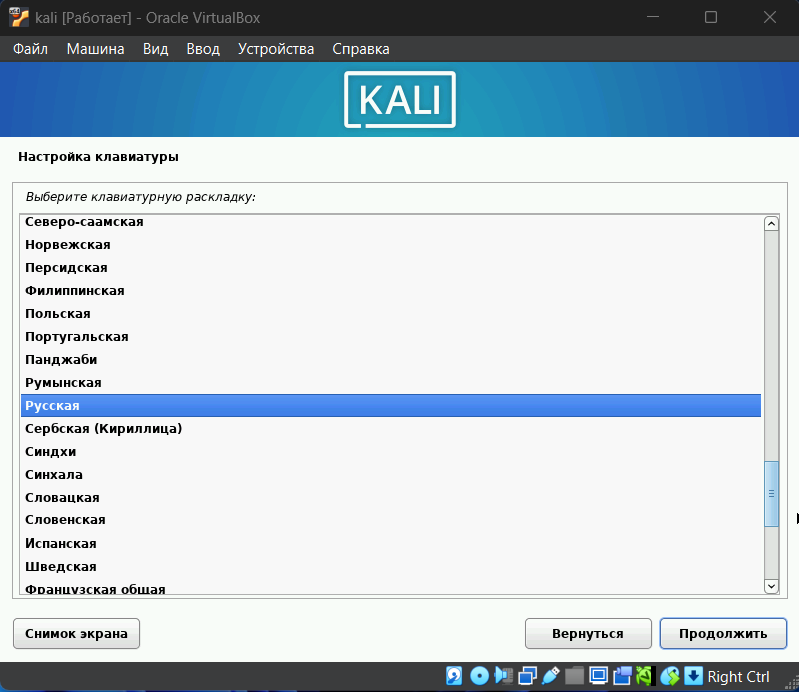 kali [Работает] - Oracle VirtualBox
Файл Машина Вид Ввод Устройства Справка
KALI
Настройка клавиатуры
Выберите клавиатурную раскладку:
Северо-саамская
Норвежская
Персидская
Филиппинская
Польская
Португальская
Панджаби
Румынская
Русская
Сербская (Кириллица)
Синдхи
Синхала
Словацкая
Словенская
Испанская
Шведская
Французская общая
Снимок экрана Вернуться Продолжить
Right Ctrl